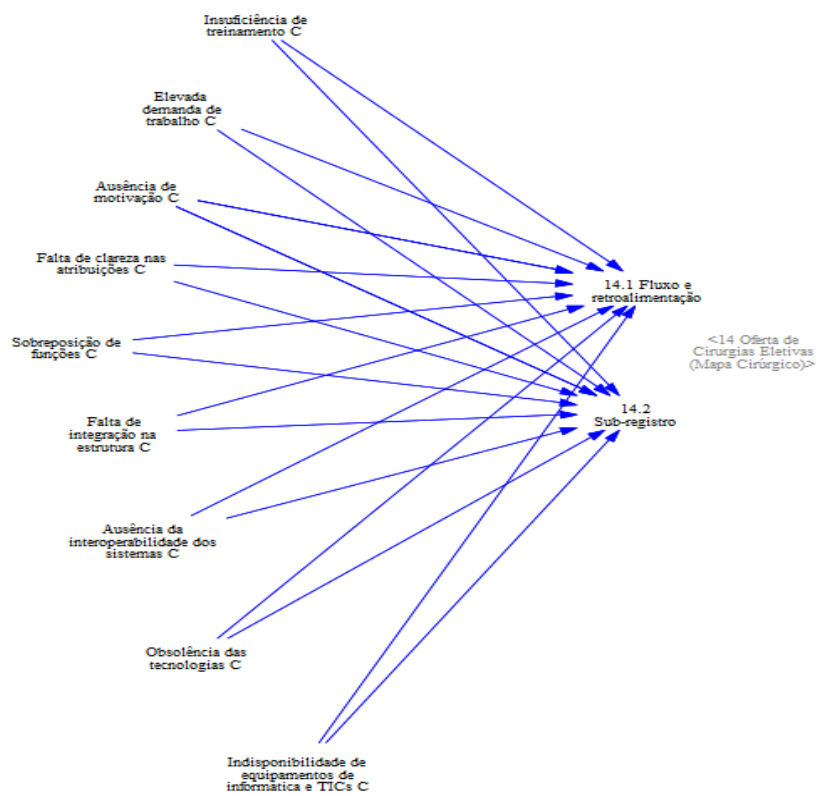 Insuficiência de
treinamento C
Elevada
demanda de
trabalho C
Ausência de
motivação C
Falta de clareza nas
atribuições C
14.1 Fluxo e
retroalimentação
Sobreposição de
funções C
<14 Oferta de
Cirurgias Eletivas
(Mapa Cirúrgico)>
14.2
Sub-registro
Falta de
integração na
estrutura C
Ausência da
interoperabilidade dos
sistemas C
Obsolência das
tecnologias C
Indisponibilidade de
equipamentos de
informatica e TICs C